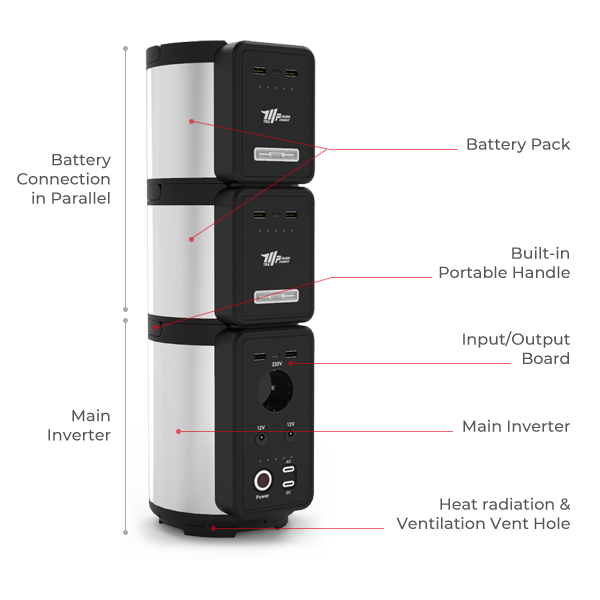 Battery
Connection
in Parallel
Main
Inverter
Battery Pack
Built-in
Portable Handle
Input/Output
Board
Main Inverter
Heat radiation &
Ventilation Vent Hole
220V
12V
12V
AC
DC
Power